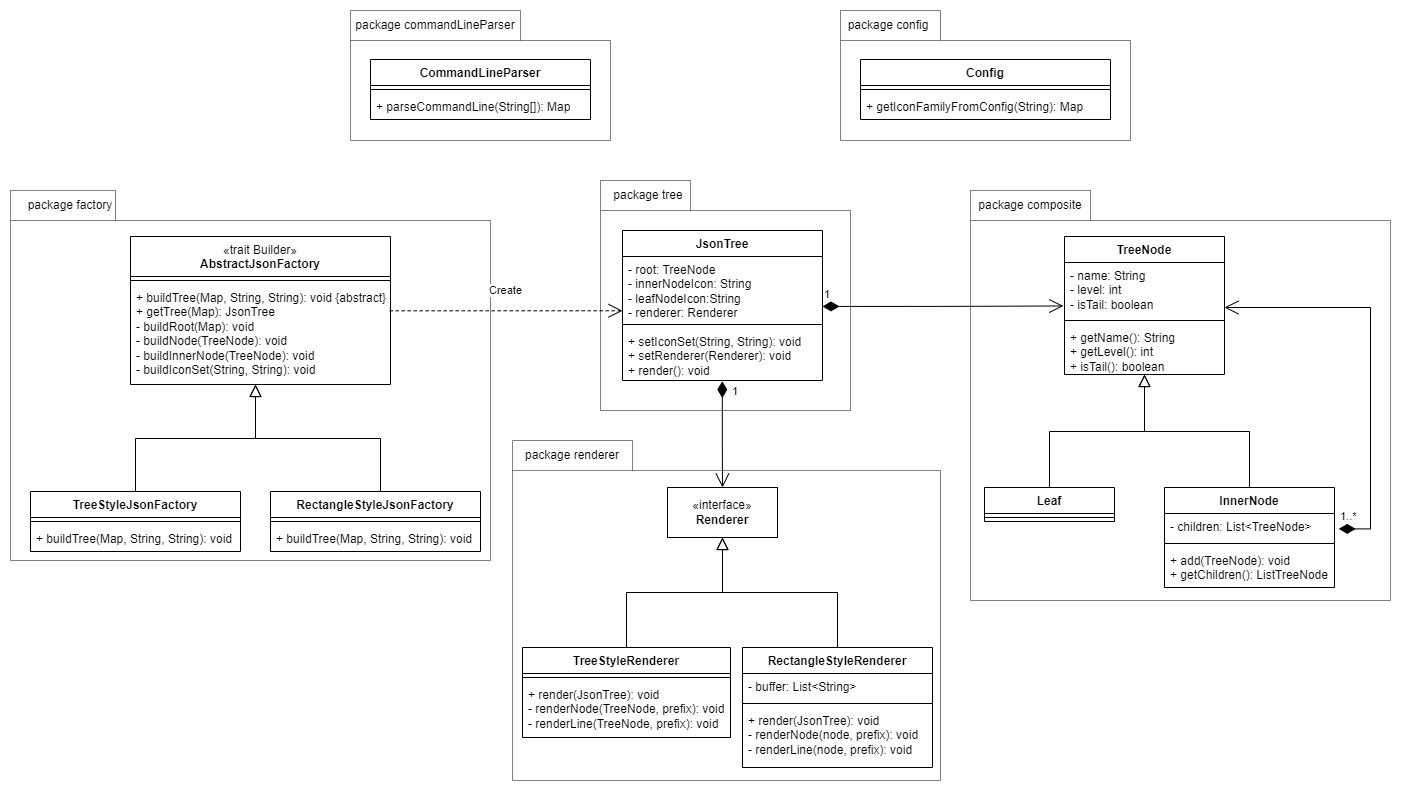 package commandLineParser
CommandLineParser
+ parseCommandLine(String[]): Map
package config
Config
+ getIconFamilyFromConfig(String): Map
package factory
«trait Builder»
AbstractJsonFactory
+ buildTree(Map, String, String): void {abstract}
+ getTree(Map): JsonTree
- buildRoot(Map): void
- buildNode(TreeNode): void
- buildInnerNode(TreeNode): void
- buildIconSet(String, String): void
TreeStyleJsonFactory
+ buildTree(Map, String, String): void
RectangleStyleJsonFactory
+ buildTree(Map, String, String): void
Create
package tree
JsonTree
- root: TreeNode
- innerNodeIcon: String
- leafNodeIcon:String
- renderer: Renderer
+ setIconSet(String, String): void
+ setRenderer(Renderer): void
+ render(): void
1
1
package composite
TreeNode
- name: String
- level: int
- isTail: boolean
+ getName(): String
+ getLevel(): int
+ isTail(): boolean
Leaf
InnerNode
- children: List<TreeNode>
+ add(TreeNode): void
+ getChildren(): ListTreeNode
1..*
package renderer
«interface»
Renderer
TreeStyleRenderer
+ render(JsonTree): void
- renderNode(TreeNode, prefix): void
- renderLine(TreeNode, prefix): void
RectangleStyleRenderer
- buffer: List<String>
+ render(JsonTree): void
- renderNode(node, prefix): void
- renderLine(node, prefix): void